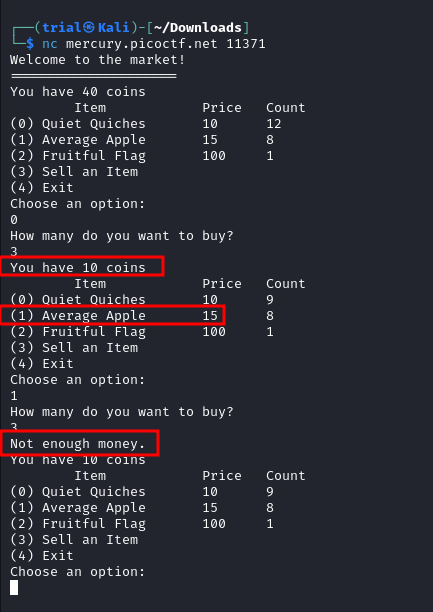 ┌──(trial㉿Kali)-[~/Downloads]
└─$ nc mercury.picoctf.net 11371
Welcome to the market!
=====================
You have 40 coins
        Item            Price   Count
(0) Quiet Quiches       10      12
(1) Average Apple       15      8
(2) Fruitful Flag       100     1
(3) Sell an Item
(4) Exit
Choose an option:
0
How many do you want to buy?
3
You have 10 coins
        Item            Price   Count
(0) Quiet Quiches       10      9
(1) Average Apple       15      8
(2) Fruitful Flag       100     1
(3) Sell an Item
(4) Exit
Choose an option:
1
How many do you want to buy?
3
Not enough money.
You have 10 coins
        Item            Price   Count
(0) Quiet Quiches       10      9
(1) Average Apple       15      8
(2) Fruitful Flag       100     1
(3) Sell an Item
(4) Exit
Choose an option: